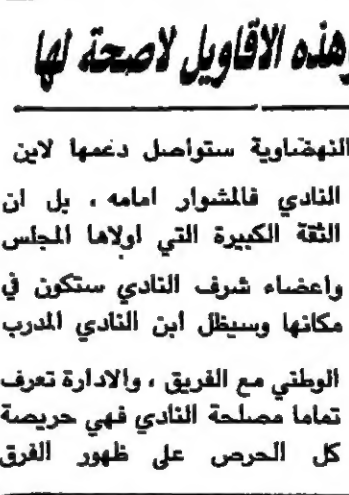 وهذه الاقاويل لاصحة لها
النهضاوية ستواصل دعمها لابن
النادي فالمشوار امامه ، بل ان
الثقة الكبيرة التي اولاها المجلس
واعضاء شرف النادي ستكون في
مكانها وسيظل ابن النادي المدرب
الوطني مع الفريق ، والادارة تعرف
تماما مصلحة النادي فهي حريصة
كل الحرص على ظهور الفرق